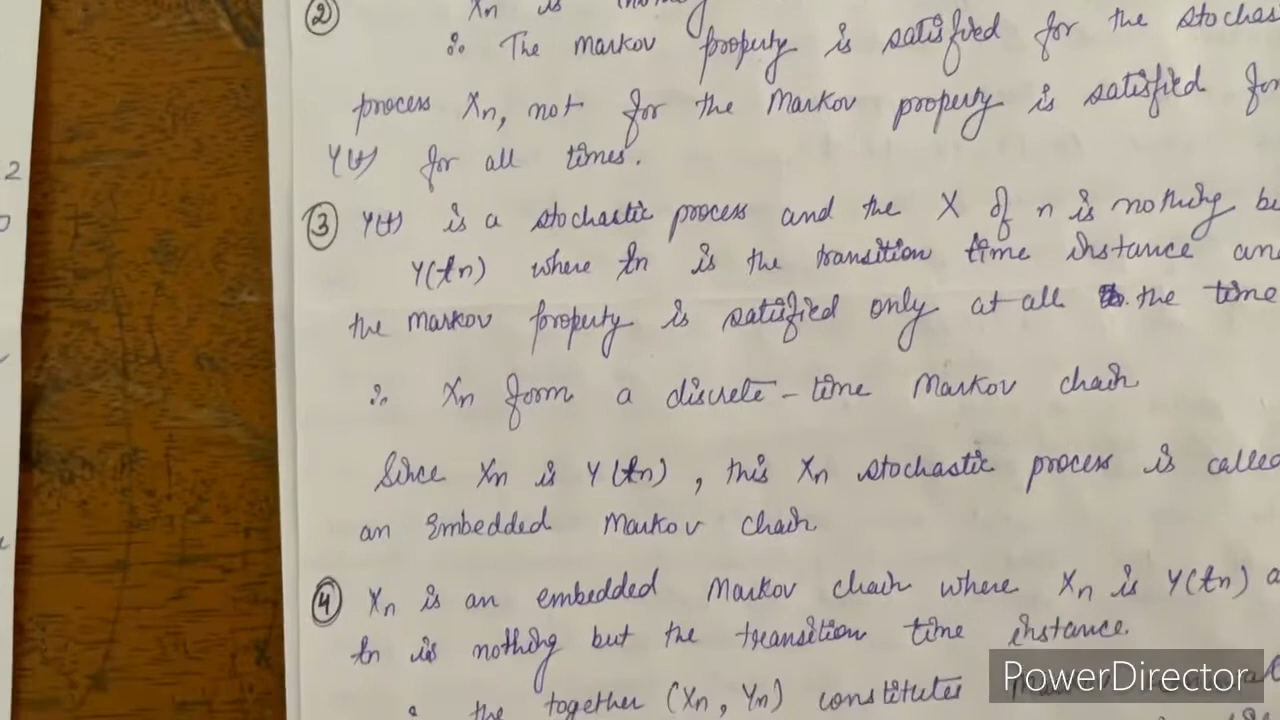 2
② Xn is
∴ The Markov property is satisfied for the stochas
process Xn, not for the Markov property is satisfied for
Y(t) for all times.
③ Y(t) is a stochastic process and the X of n is nothing bu
Y(tn) where tn is the transition time instance an
the Markov property is satisfied only at all the time
∴ Xn form a discrete - time Markov chain
Since Xn is Y(tn), this Xn stochastic process is called
an Embedded Markov chain
④ Xn is an embedded Markov chain where Xn is Y(tn) a
tn is nothing but the transition time instance.
∴ the together (Xn, Yn) constitutes
PowerDirector